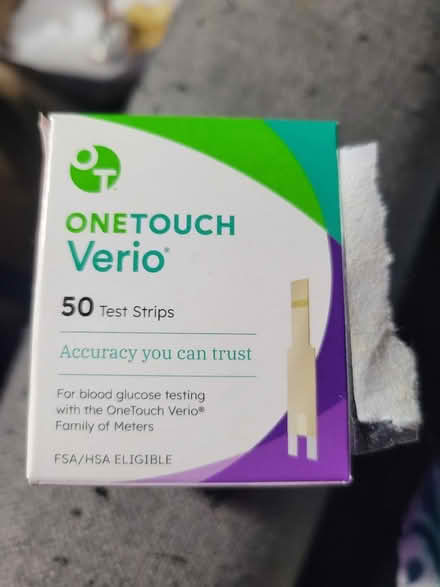 OT
ONETOUCH
Verio®
50 Test Strips
Accuracy you can trust
For blood glucose testing
with the OneTouch Verio®
Family of Meters
FSA/HSA ELIGIBLE